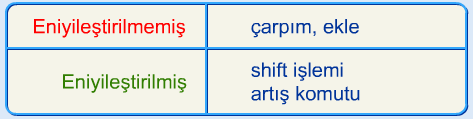 Eniyileştirilmemiş çarpım, ekle
Eniyileştirilmiş shift işlemi
artış komutu